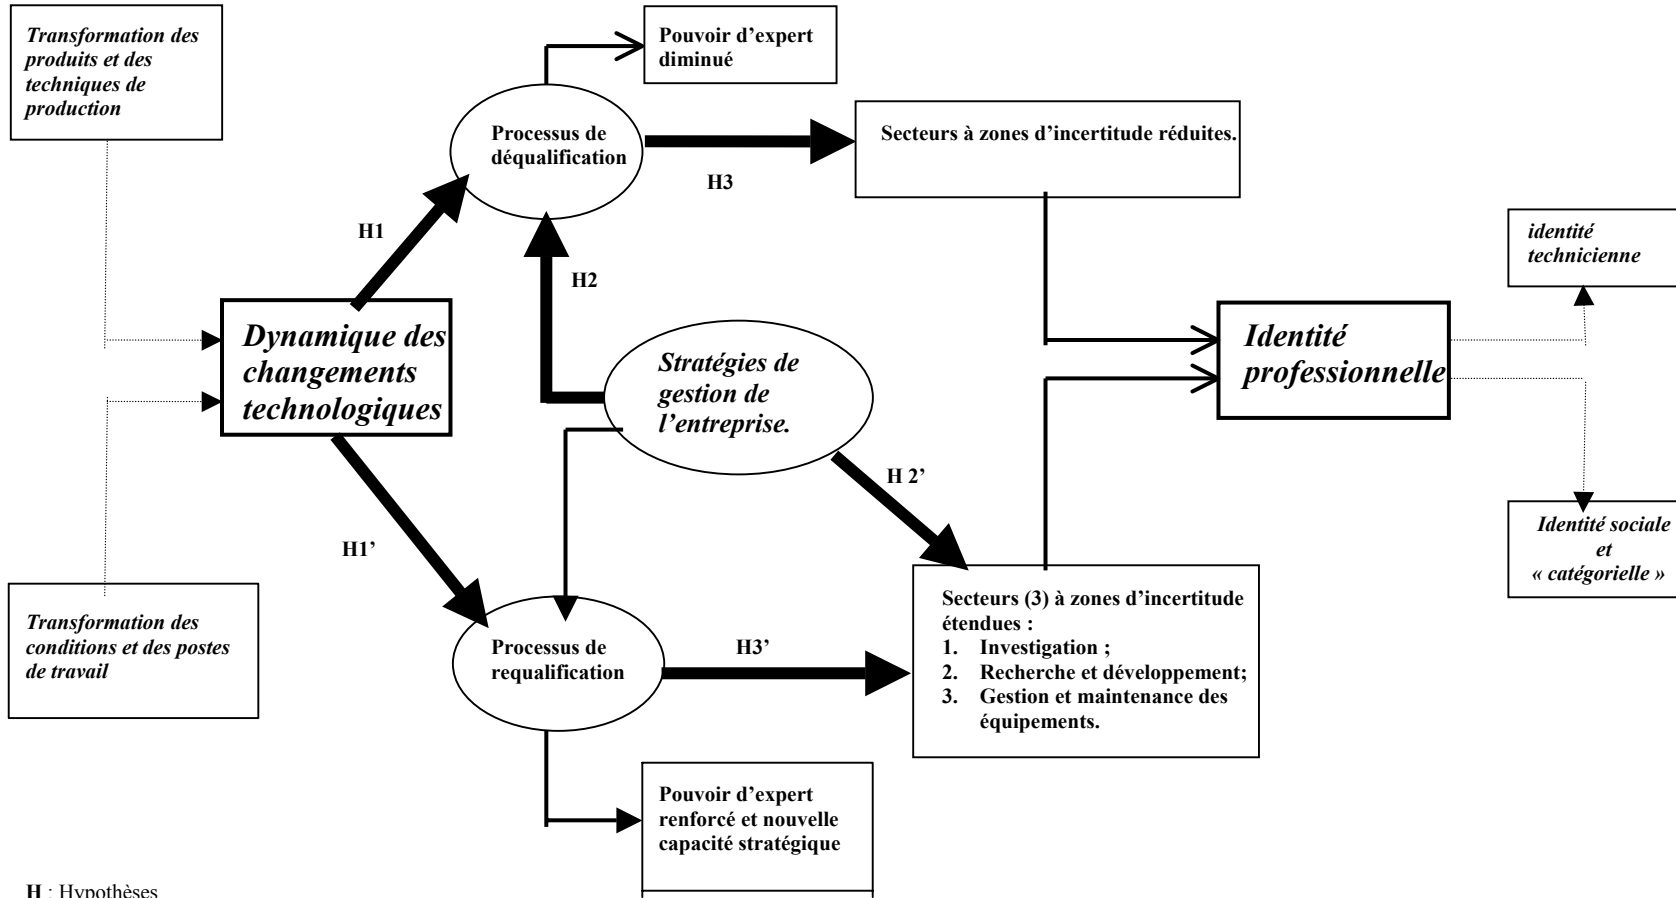 Transformation des
produits et des
techniques de
production
Pouvoir d’expert
diminué
Processus de
déqualification
Secteurs à zones d’incertitude réduites.
H3
H1
identité
technicienne
H2
Dynamique des
changements
technologiques
Stratégies de
gestion de
l’entreprise.
Identité
professionnelle
H 2’
H1’
Identité sociale
et
« catégorielle »
Transformation des
conditions et des postes
de travail
Processus de
requalification
H3’
Secteurs (3) à zones d’incertitude
étendues :
1. Investigation ;
2. Recherche et développement;
3. Gestion et maintenance des
équipements.
Pouvoir d’expert
renforcé et nouvelle
capacité stratégique
H : Hypothèses